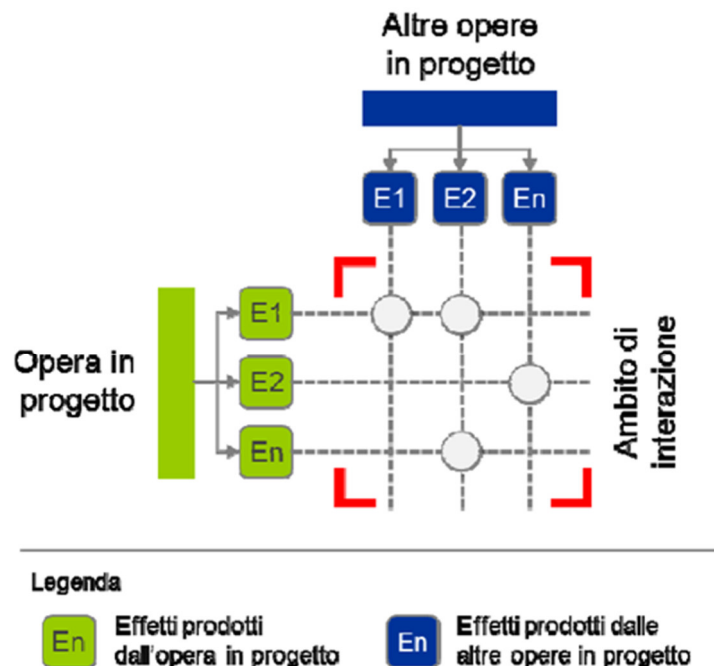 Altre opere
in progetto
E1 E2 En
E1
Opera in
progetto
E2
En
Ambito di
interazione
Legenda
En Effetti prodotti
dall'opera in progetto
En Effetti prodotti dalle
altre opere in progetto